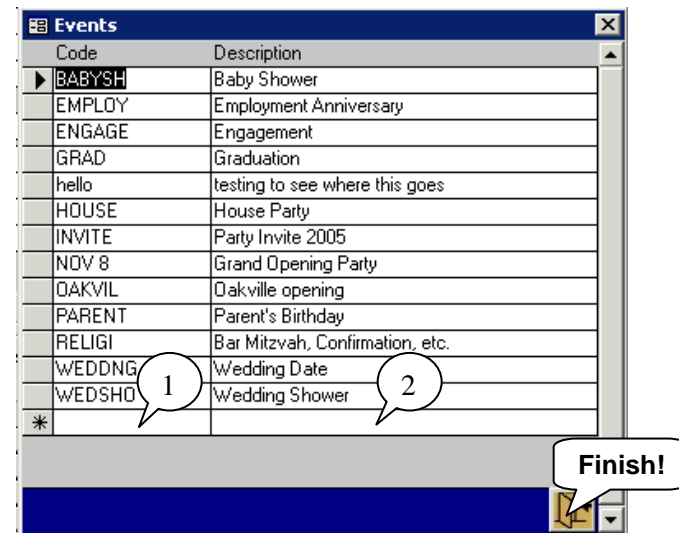 Events
Code Description
BABYSH Baby Shower
EMPLOY Employment Anniversary
ENGAGE Engagement
GRAD Graduation
hello testing to see where this goes
HOUSE House Party
INVITE Party Invite 2005
NOV 8 Grand Opening Party
OAKVIL Oakville opening
PARENT Parent's Birthday
RELIGI Bar Mitzvah, Confirmation, etc.
WEDDNG Wedding Date
WEDSHO Wedding Shower
1 2
Finish!